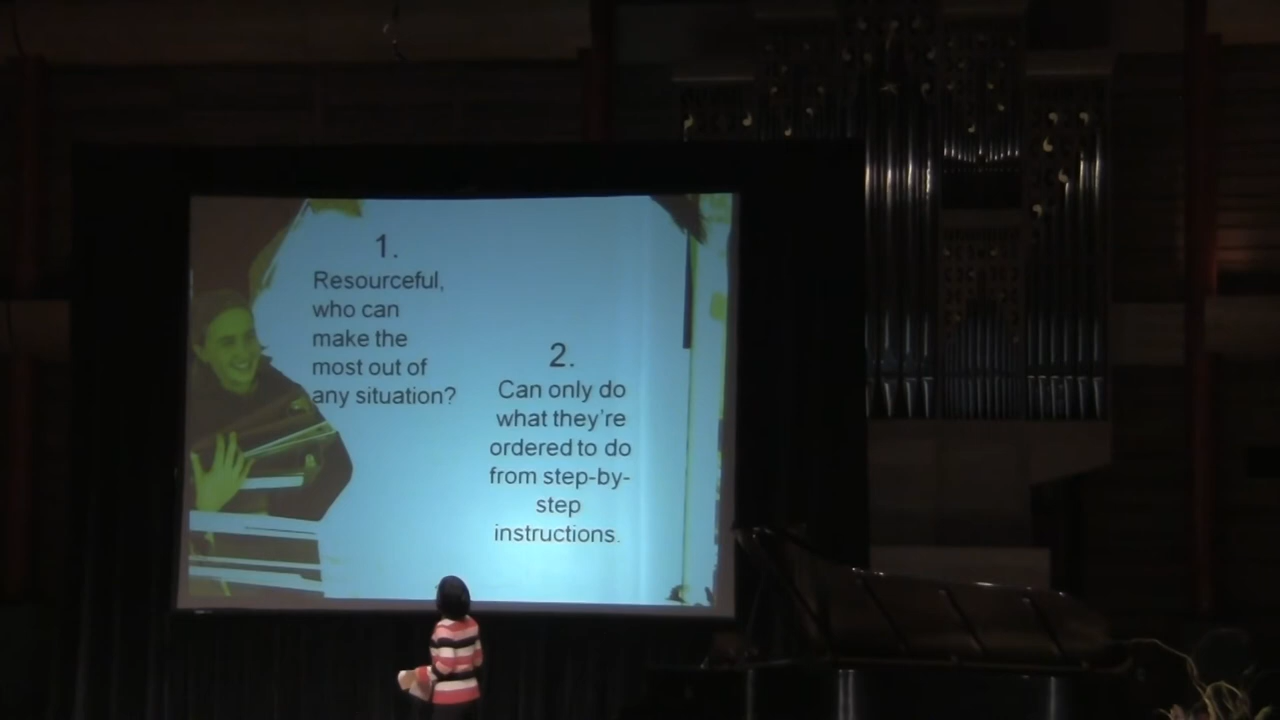 1.
Resourceful,
who can
make the
most out of
any situation?
2.
Can only do
what they're
ordered to do
from step-by-
step
instructions.